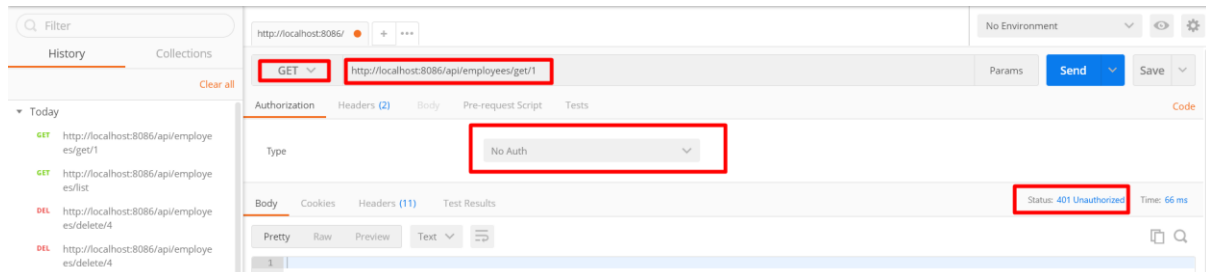 Filter
History Collections
Clear all
Today
GET http://localhost:8086/api/employe
es/get/1
GET http://localhost:8086/api/employe
es/list
DEL http://localhost:8086/api/employe
es/delete/4
DEL http://localhost:8086/api/employe
es/delete/4
http://localhost:8086/ + •••
No Environment
GET http://localhost:8086/api/employees/get/1 Params Send Save
Authorization Headers (2) Body Pre-request Script Tests Code
Type No Auth
Body Cookies Headers (11) Test Results Status: 401 Unauthorized Time: 66 ms
Pretty Raw Preview Text
1